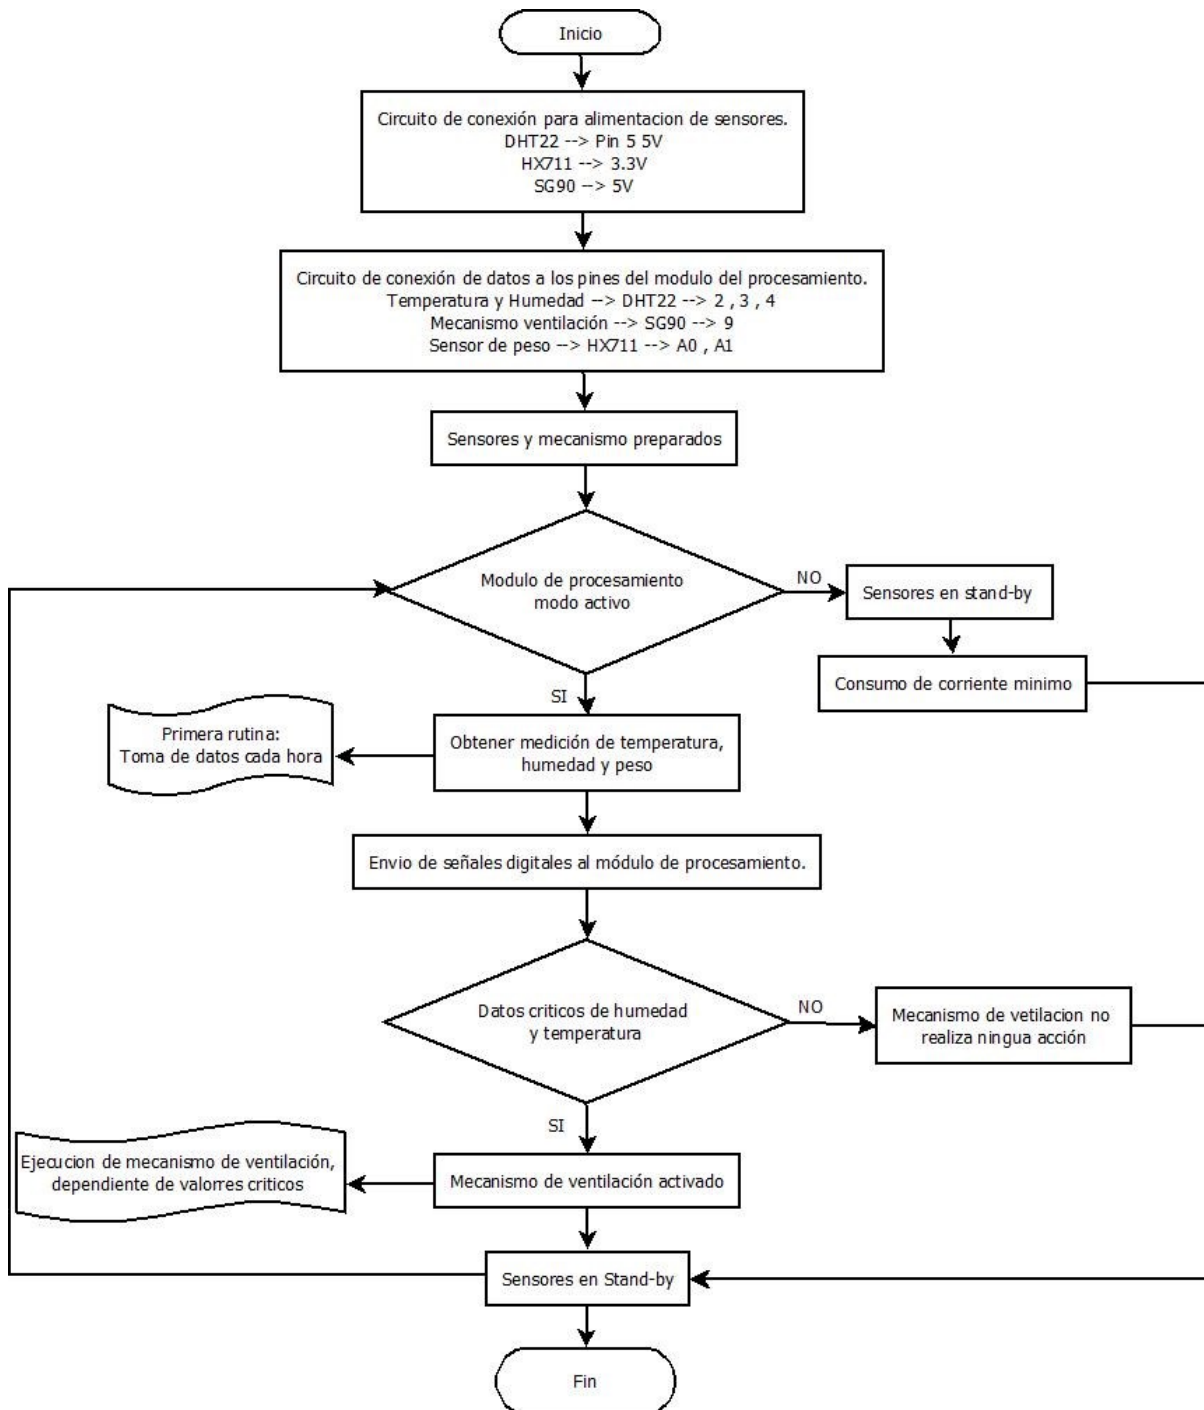 Inicio
Circuito de conexión para alimentacion de sensores.
DHT22 --> Pin 5 5V
HX711 --> 3.3V
SG90 --> 5V
Circuito de conexión de datos a los pines del modulo del procesamiento.
Temperatura y Humedad --> DHT22 --> 2 , 3 , 4
Mecanismo ventilación --> SG90 --> 9
Sensor de peso --> HX711 --> A0 , A1
Sensores y mecanismo preparados
Modulo de procesamiento
modo activo
NO
Sensores en stand-by
Consumo de corriente minimo
SI
Primera rutina:
Toma de datos cada hora
Obtener medición de temperatura,
humedad y peso
Envio de señales digitales al módulo de procesamiento.
Datos criticos de humedad
y temperatura
NO
Mecanismo de vetilacion no
realiza ningua acción
SI
Ejecucion de mecanismo de ventilación,
dependiente de valorres criticos
Mecanismo de ventilación activado
Sensores en Stand-by
Fin